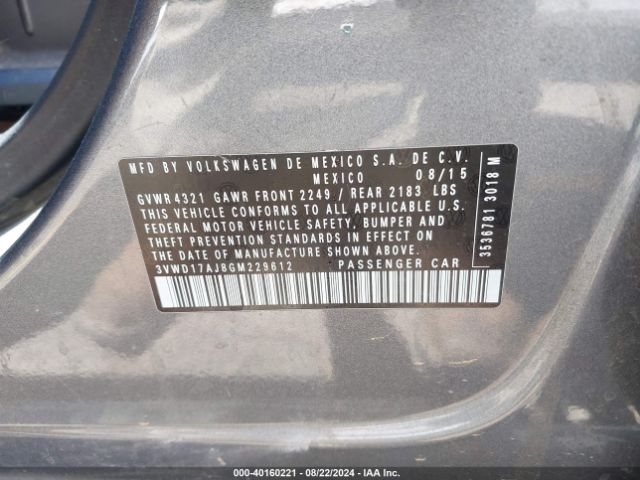 MFD BY VOLKSWAGEN DE MEXICO S.A. DE C.V.
MEXICO 08/15
GVWR 4321 GAWR FRONT 2249 / REAR 2183 LBS
THIS VEHICLE CONFORMS TO ALL APPLICABLE U.S.
FEDERAL MOTOR VEHICLE SAFETY, BUMPER AND
THEFT PREVENTION STANDARDS IN EFFECT ON
THE DATE OF MANUFACTURE SHOWN ABOVE.
3VWD17AJ8GM229612 PASSENGER CAR
3536781 3018 M
000-40160221 - 08/22/2024 - IAA Inc.